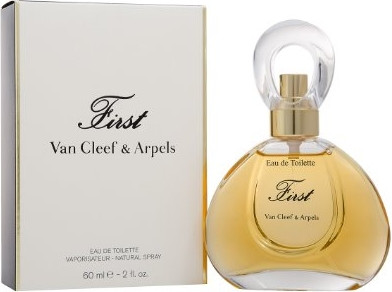 First
Van Cleef & Arpels
EAU DE TOILETTE
VAPORISATEUR - NATURAL SPRAY
60 ml e - 2 fl. oz.
Eau de Toilette
First
Van Cleef & Arpels